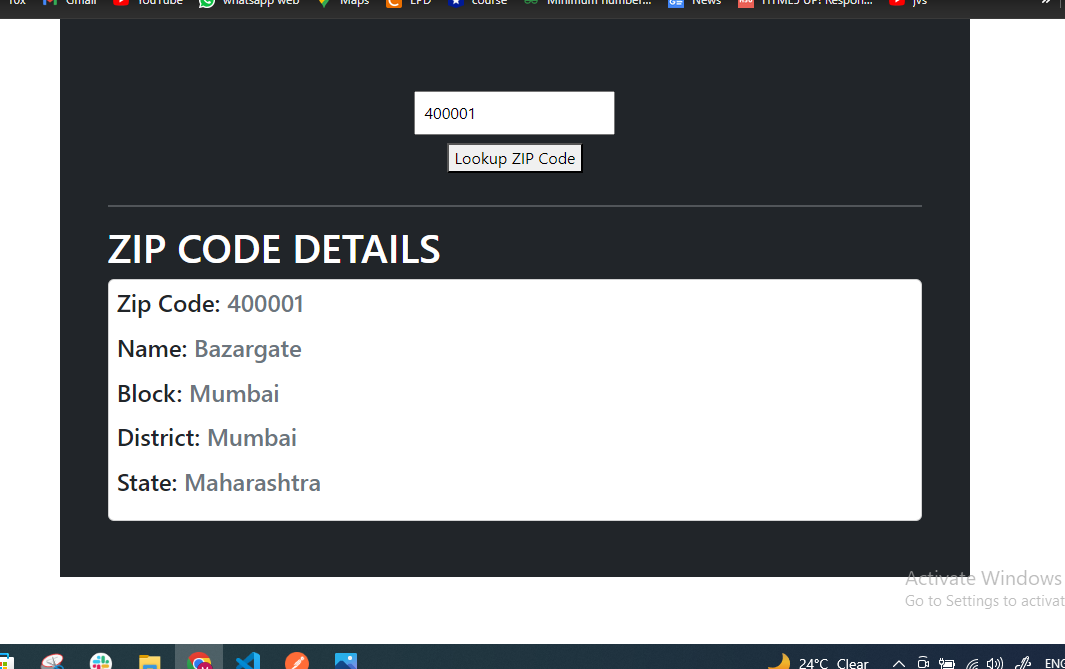 fox Gmail YouTube whatsapp web Maps LPD course Minimum number... News HTML5 UP! Respon... jvs »
400001
Lookup ZIP Code
ZIP CODE DETAILS
Zip Code: 400001
Name: Bazargate
Block: Mumbai
District: Mumbai
State: Maharashtra
Activate Windows
Go to Settings to activat
24°C Clear ENG